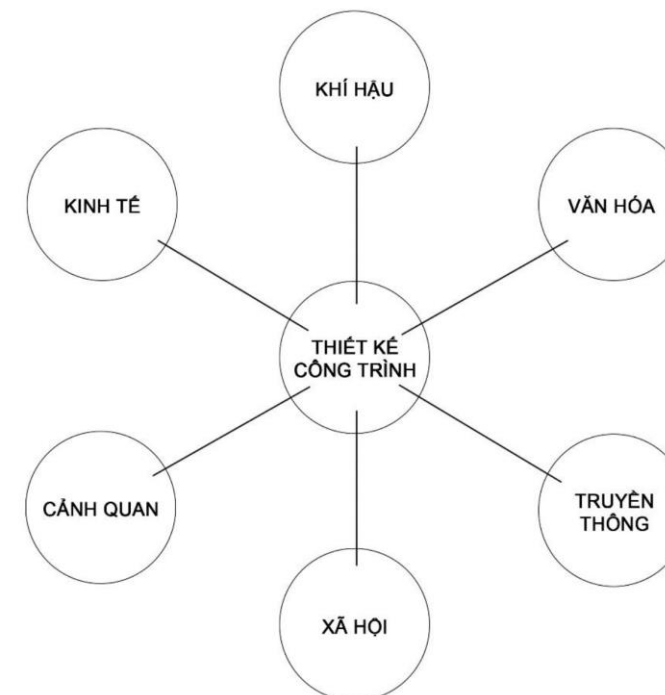 KHÍ HẬU
KINH TẾ
VĂN HÓA
THIẾT KẾ
CÔNG TRÌNH
CẢNH QUAN
TRUYỀN
THÔNG
XÃ HỘI